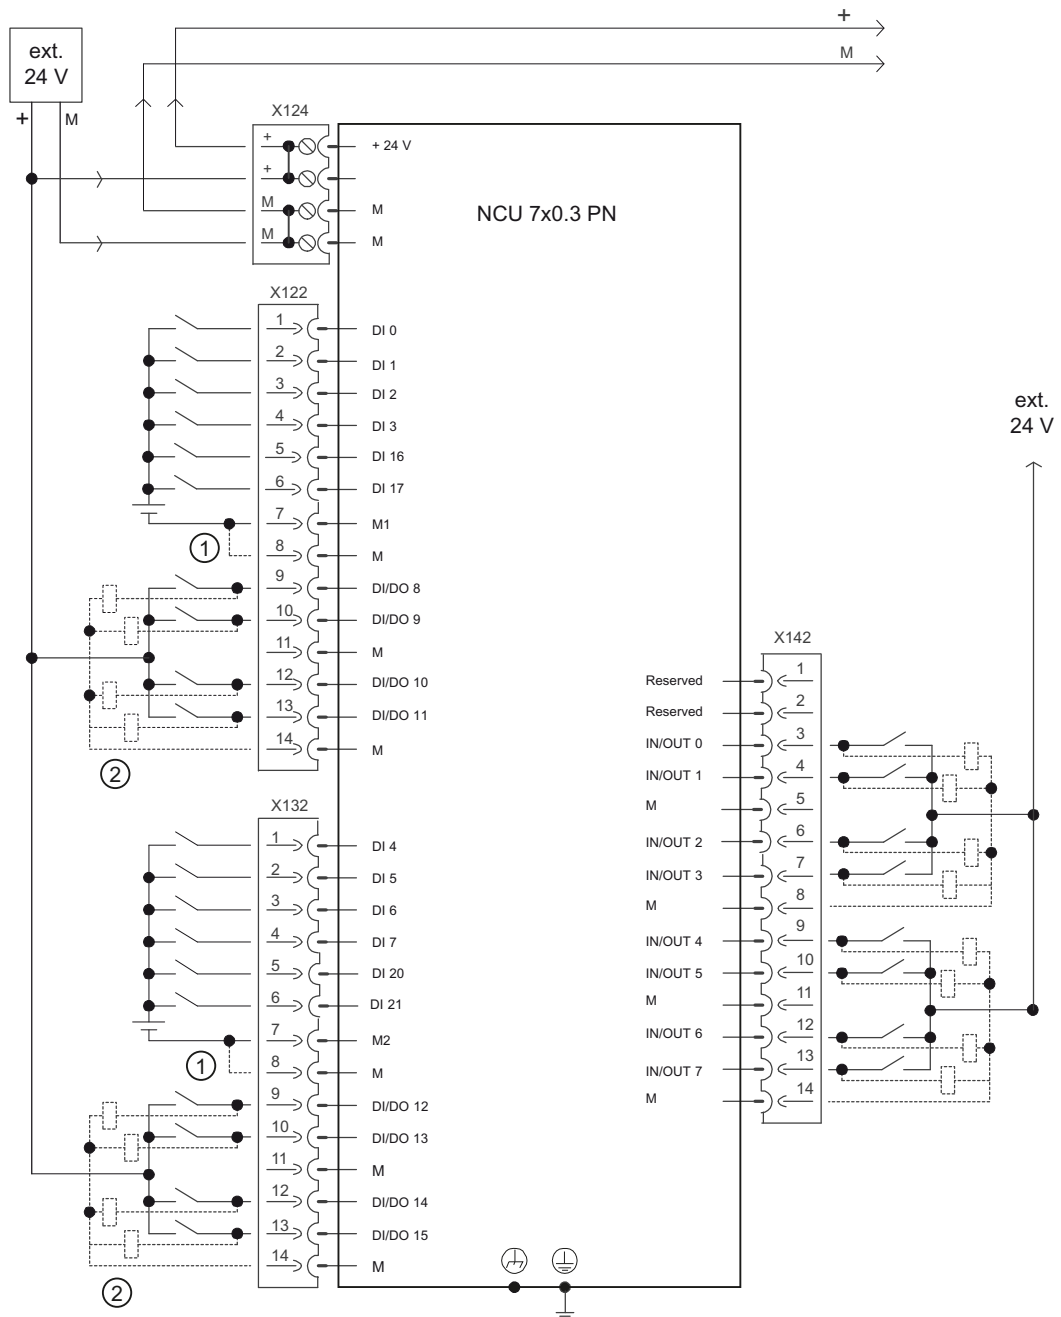 +
M
ext.
24 V
+ M
X124
+ + 24 V
+
M M
M M
NCU 7x0.3 PN
X122
1 DI 0
2 DI 1
3 DI 2
4 DI 3
5 DI 16
6 DI 17
7 M1
1
8 M
9 DI/DO 8
10 DI/DO 9
11 M
12 DI/DO 10
13 DI/DO 11
14 M
2
X132
1 DI 4
2 DI 5
3 DI 6
4 DI 7
5 DI 20
6 DI 21
7 M2
1
8 M
9 DI/DO 12
10 DI/DO 13
11 M
12 DI/DO 14
13 DI/DO 15
14 M
2
ext.
24 V
X142
Reserved 1
Reserved 2
IN/OUT 0 3
IN/OUT 1 4
M 5
IN/OUT 2 6
IN/OUT 3 7
M 8
IN/OUT 4 9
IN/OUT 5 10
M 11
IN/OUT 6 12
IN/OUT 7 13
M 14